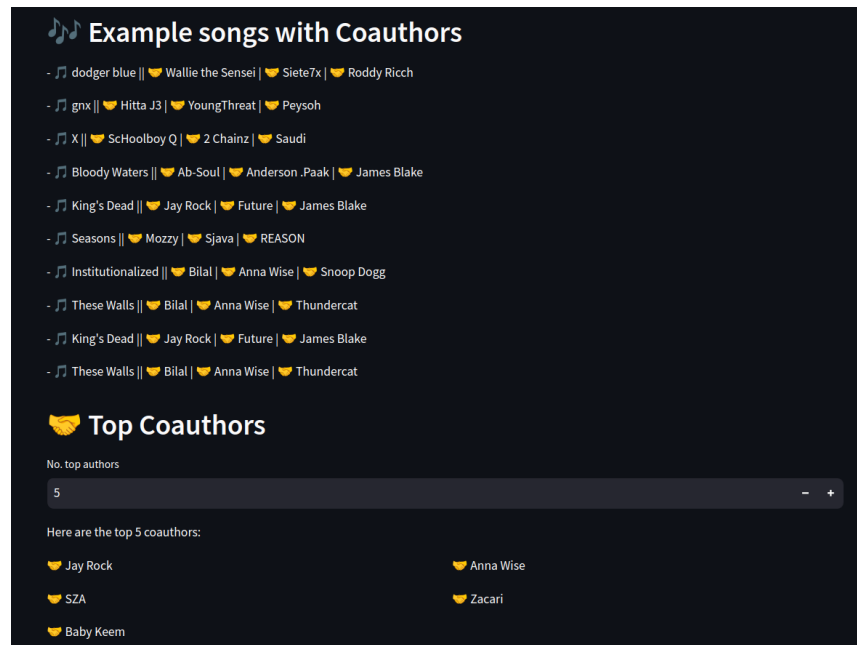 🎶 Example songs with Coauthors
- 🎵 dodger blue || 🤝 Wallie the Sensei | 🤝 Siete7x | 🤝 Roddy Ricch
- 🎵 gnx || 🤝 Hitta J3 | 🤝 YoungThreat | 🤝 Peysoh
- 🎵 X || 🤝 ScHoolboy Q | 🤝 2 Chainz | 🤝 Saudi
- 🎵 Bloody Waters || 🤝 Ab-Soul | 🤝 Anderson .Paak | 🤝 James Blake
- 🎵 King's Dead || 🤝 Jay Rock | 🤝 Future | 🤝 James Blake
- 🎵 Seasons || 🤝 Mozzy | 🤝 Sjava | 🤝 REASON
- 🎵 Institutionalized || 🤝 Bilal | 🤝 Anna Wise | 🤝 Snoop Dogg
- 🎵 These Walls || 🤝 Bilal | 🤝 Anna Wise | 🤝 Thundercat
- 🎵 King's Dead || 🤝 Jay Rock | 🤝 Future | 🤝 James Blake
- 🎵 These Walls || 🤝 Bilal | 🤝 Anna Wise | 🤝 Thundercat
🤝 Top Coauthors
No. top authors
5 − +
Here are the top 5 coauthors:
🤝 Jay Rock 🤝 Anna Wise
🤝 SZA 🤝 Zacari
🤝 Baby Keem